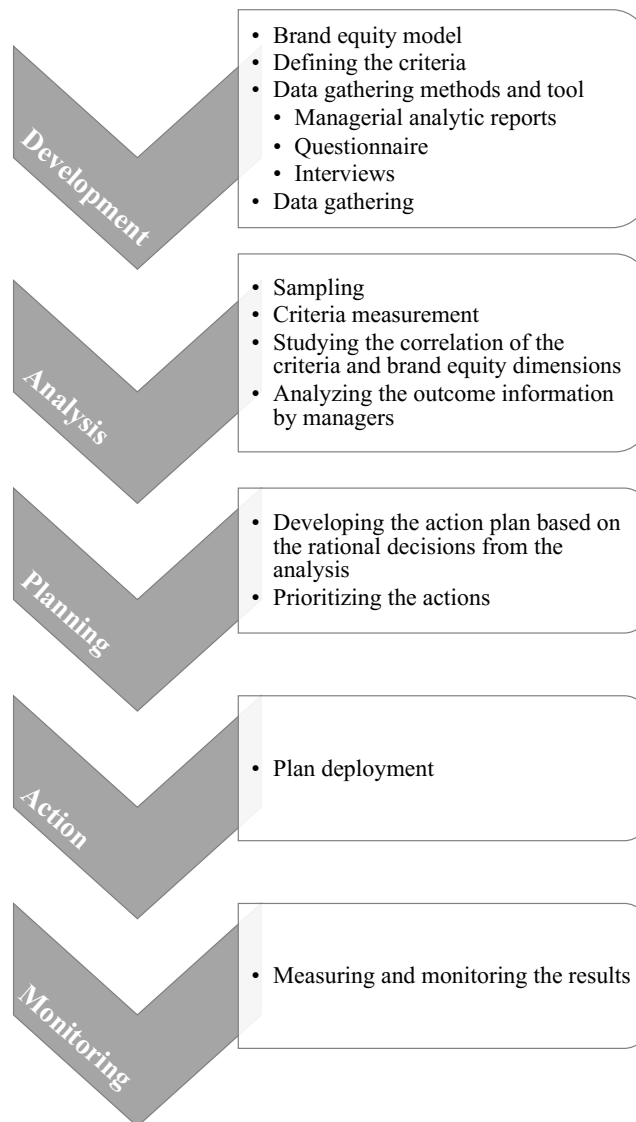 Development
• Brand equity model
• Defining the criteria
• Data gathering methods and tool
• Managerial analytic reports
• Questionnaire
• Interviews
• Data gathering
Analysis
• Sampling
• Criteria measurement
• Studying the correlation of the
criteria and brand equity dimensions
• Analyzing the outcome information
by managers
Planning
• Developing the action plan based on
the rational decisions from the
analysis
• Prioritizing the actions
Action
• Plan deployment
Monitoring
• Measuring and monitoring the results